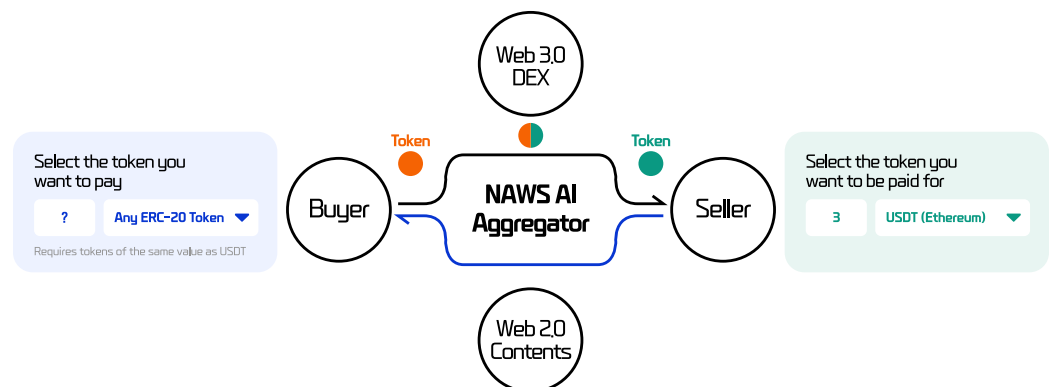 Web 3.0
DEX
Token
Token
Select the token you
want to pay
?
Any ERC-20 Token
Requires tokens of the same value as USDT
Buyer
NAWS AI
Aggregator
Seller
Select the token you
want to be paid for
3
USDT (Ethereum)
Web 2.0
Contents